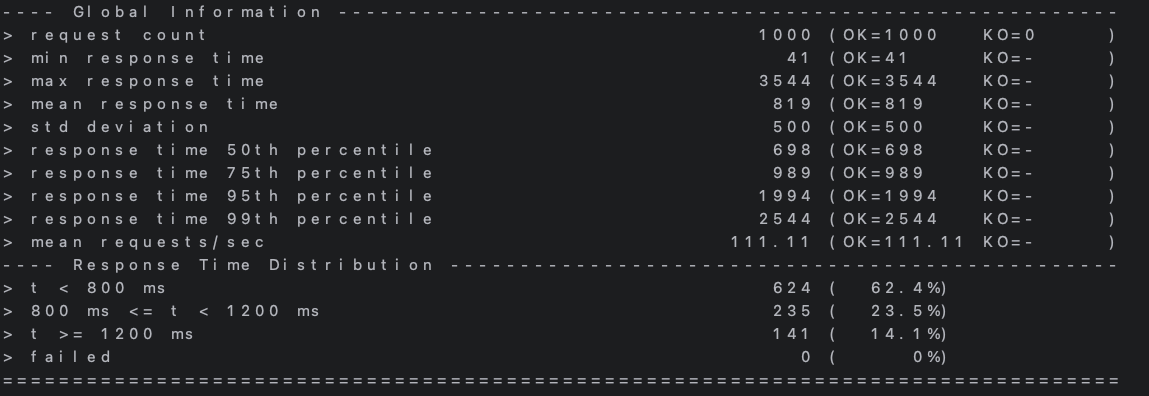 ---- Global Information --------------------------------------------------------
> request count                                       1000 (OK=1000   KO=0     )
> min response time                                     41 (OK=41     KO=-     )
> max response time                                   3544 (OK=3544   KO=-     )
> mean response time                                   819 (OK=819    KO=-     )
> std deviation                                        500 (OK=500    KO=-     )
> response time 50th percentile                        698 (OK=698    KO=-     )
> response time 75th percentile                        989 (OK=989    KO=-     )
> response time 95th percentile                       1994 (OK=1994   KO=-     )
> response time 99th percentile                       2544 (OK=2544   KO=-     )
> mean requests/sec                                 111.11 (OK=111.11 KO=-     )
---- Response Time Distribution ------------------------------------------------
> t < 800 ms                                           624 (  62.4%)
> 800 ms <= t < 1200 ms                                235 (  23.5%)
> t >= 1200 ms                                         141 (  14.1%)
> failed                                                 0 (     0%)
================================================================================